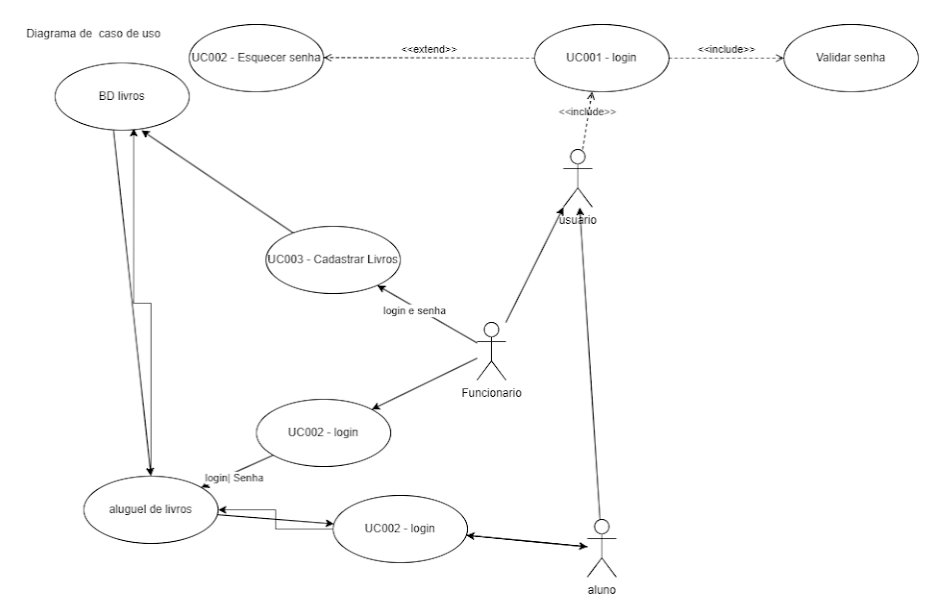 Diagrama de caso de uso
UC002 - Esquecer senha
<<extend>>
UC001 - login
<<include>>
Validar senha
BD livros
<<include>>
usuário
UC003 - Cadastrar Livros
login e senha
Funcionario
UC002 - login
login| Senha
aluguel de livros
UC002 - login
aluno